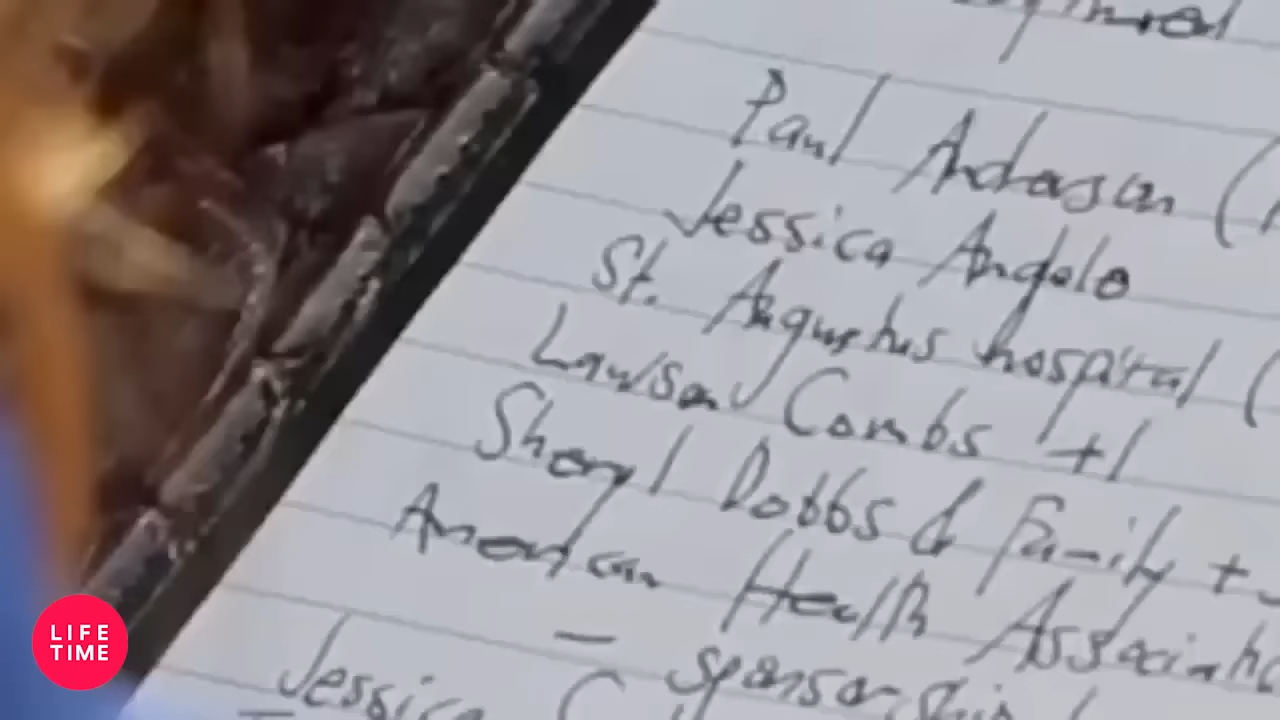 Paul Anderson (
Jessica Angelo
St. Augustus hospital (
Lawson Combs +1
Sheryl Dobbs & Family +
American Health Associatio
– Sponsorship
Jessica
LIFE
TIME